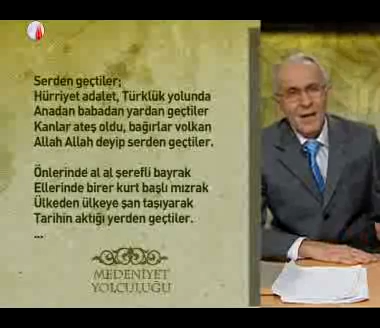 Serden geçtiler;
Hürriyet adalet, Türklük yolunda
Anadan babadan yardan geçtiler
Kanlar ateş oldu, bağırlar volkan
Allah Allah deyip serden geçtiler.
Önlerinde al al şerefli bayrak
Ellerinde birer kurt başlı mızrak
Ülkeden ülkeye şan taşıyarak
Tarihin aktığı yerden geçtiler.
...
MEDENİYET
YOLCULUĞU